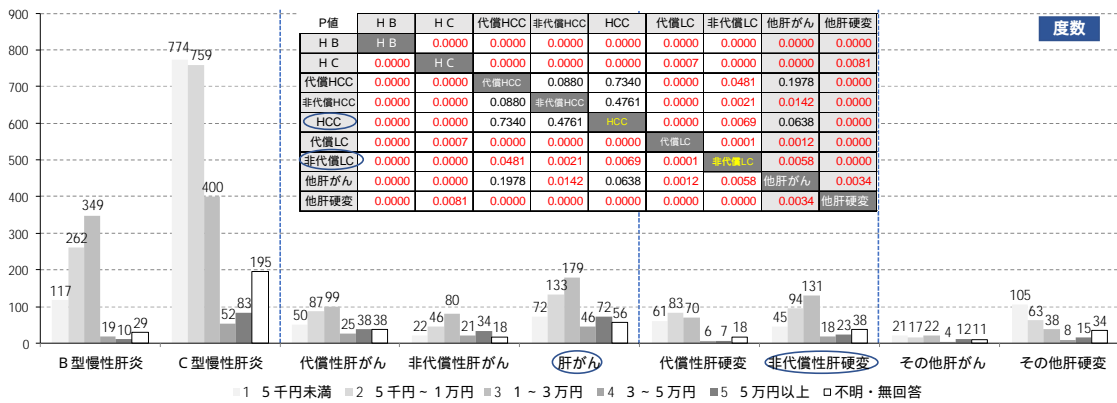 P値 ＨＢ ＨＣ 代償HCC 非代償HCC HCC 代償LC 非代償LC 他肝がん 他肝硬変
ＨＢ ＨＢ 0.0000 0.0000 0.0000 0.0000 0.0000 0.0000 0.0000 0.0000
ＨＣ 0.0000 ＨＣ 0.0000 0.0000 0.0000 0.0007 0.0000 0.0000 0.0081
代償HCC 0.0000 0.0000 代償HCC 0.0880 0.7340 0.0000 0.0481 0.1978 0.0000
非代償HCC 0.0000 0.0000 0.0880 非代償HCC 0.4761 0.0000 0.0021 0.0142 0.0000
HCC 0.0000 0.0000 0.7340 0.4761 HCC 0.0000 0.0069 0.0638 0.0000
代償LC 0.0000 0.0007 0.0000 0.0000 0.0000 代償LC 0.0001 0.0012 0.0000
非代償LC 0.0000 0.0000 0.0481 0.0021 0.0069 0.0001 非代償LC 0.0058 0.0000
他肝がん 0.0000 0.0000 0.1978 0.0142 0.0638 0.0012 0.0058 他肝がん 0.0034
他肝硬変 0.0000 0.0081 0.0000 0.0000 0.0000 0.0000 0.0000 0.0034 他肝硬変
度数
900
800
700
600
500
400
300
200
100
0
117 262 349 19 10 29
774 759 400 52 83 195
50 87 99 25 38 38
22 46 80 21 34 18
72 133 179 46 72 56
61 83 70 6 7 18
45 94 131 18 23 38
21 17 22 4 12 11
105 63 38 8 15 34
Ｂ型慢性肝炎 Ｃ型慢性肝炎 代償性肝がん 非代償性肝がん 肝がん 代償性肝硬変 非代償性肝硬変 その他肝がん その他肝硬変
1 ５千円未満 2 ５千円～１万円 3 １～３万円 4 ３～５万円 5 ５万円以上 不明・無回答